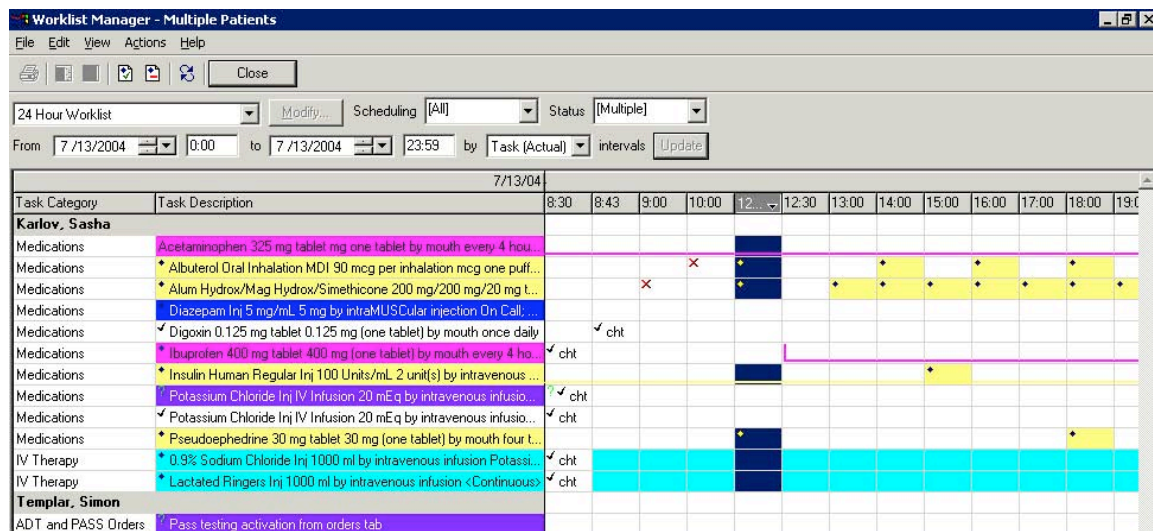 Worklist Manager - Multiple Patients
File Edit View Actions Help
Close
24 Hour Worklist Modify... Scheduling [All] Status [Multiple]
From 7 /13/2004 0:00 to 7 /13/2004 23:59 by Task (Actual) intervals Update
7/13/04
Task Category Task Description 8:30 8:43 9:00 10:00 12... 12:30 13:00 14:00 15:00 16:00 17:00 18:00 19:0
Karlov, Sasha
Medications Acetaminophen 325 mg tablet mg one tablet by mouth every 4 hou...
Medications Albuterol Oral Inhalation MDI 90 mcg per inhalation mcg one puff...
Medications Alum Hydrox/Mag Hydrox/Simethicone 200 mg/200 mg/20 mg t...
Medications Diazepam Inj 5 mg/mL 5 mg by intraMUSCular injection On Call; ...
Medications Digoxin 0.125 mg tablet 0.125 mg (one tablet) by mouth once daily cht
Medications Ibuprofen 400 mg tablet 400 mg (one tablet) by mouth every 4 ho... cht
Medications Insulin Human Regular Inj 100 Units/mL 2 unit(s) by intravenous ...
Medications ? Potassium Chloride Inj IV Infusion 20 mEq by intravenous infusio... ? cht
Medications Potassium Chloride Inj IV Infusion 20 mEq by intravenous infusio... cht
Medications Pseudoephedrine 30 mg tablet 30 mg (one tablet) by mouth four t...
IV Therapy 0.9% Sodium Chloride Inj 1000 ml by intravenous infusion Potassi... cht
IV Therapy Lactated Ringers Inj 1000 ml by intravenous infusion <Continuous> cht
Templar, Simon
ADT and PASS Orders ? Pass testing activation from orders tab